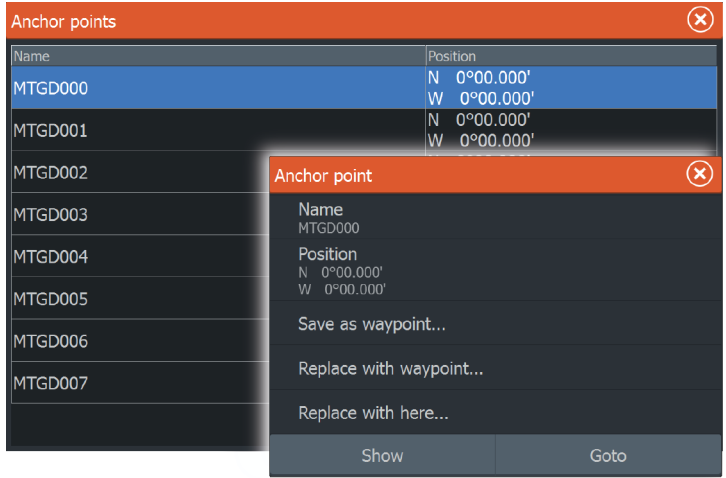 Anchor points
Name Position
MTGD000 N 0°00.000'
W 0°00.000'
MTGD001 N 0°00.000'
W 0°00.000'
MTGD002
MTGD003
MTGD004
MTGD005
MTGD006
MTGD007
Anchor point
Name
MTGD000
Position
N 0°00.000'
W 0°00.000'
Save as waypoint...
Replace with waypoint...
Replace with here...
Show Goto